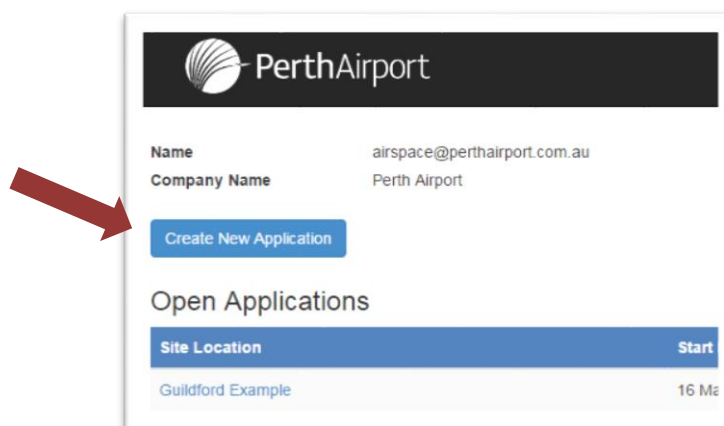 PerthAirport
Name airspace@perthairport.com.au
Company Name Perth Airport
Create New Application
Open Applications
Site Location Start
Guildford Example 16 Ma